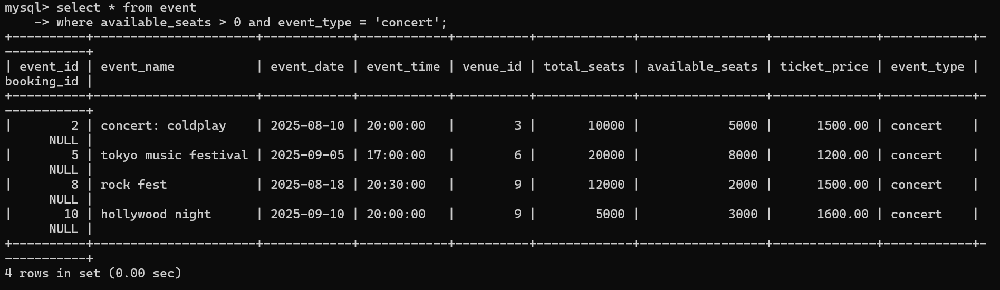 mysql> select * from event
    -> where available_seats > 0 and event_type = 'concert';
+----------+----------------------+------------+------------+----------+-------------+-----------------+--------------+------------+-
-----------+
| event_id | event_name           | event_date | event_time | venue_id | total_seats | available_seats | ticket_price | event_type |
booking_id |
+----------+----------------------+------------+------------+----------+-------------+-----------------+--------------+------------+-
-----------+
|        2 | concert: coldplay    | 2025-08-10 | 20:00:00   |        3 |       10000 |            5000 |      1500.00 | concert    |
      NULL |
|        5 | tokyo music festival | 2025-09-05 | 17:00:00   |        6 |       20000 |            8000 |      1200.00 | concert    |
      NULL |
|        8 | rock fest            | 2025-08-18 | 20:30:00   |        9 |       12000 |            2000 |      1500.00 | concert    |
      NULL |
|       10 | hollywood night      | 2025-09-10 | 20:00:00   |        9 |        5000 |            3000 |      1600.00 | concert    |
      NULL |
+----------+----------------------+------------+------------+----------+-------------+-----------------+--------------+------------+-
-----------+
4 rows in set (0.00 sec)